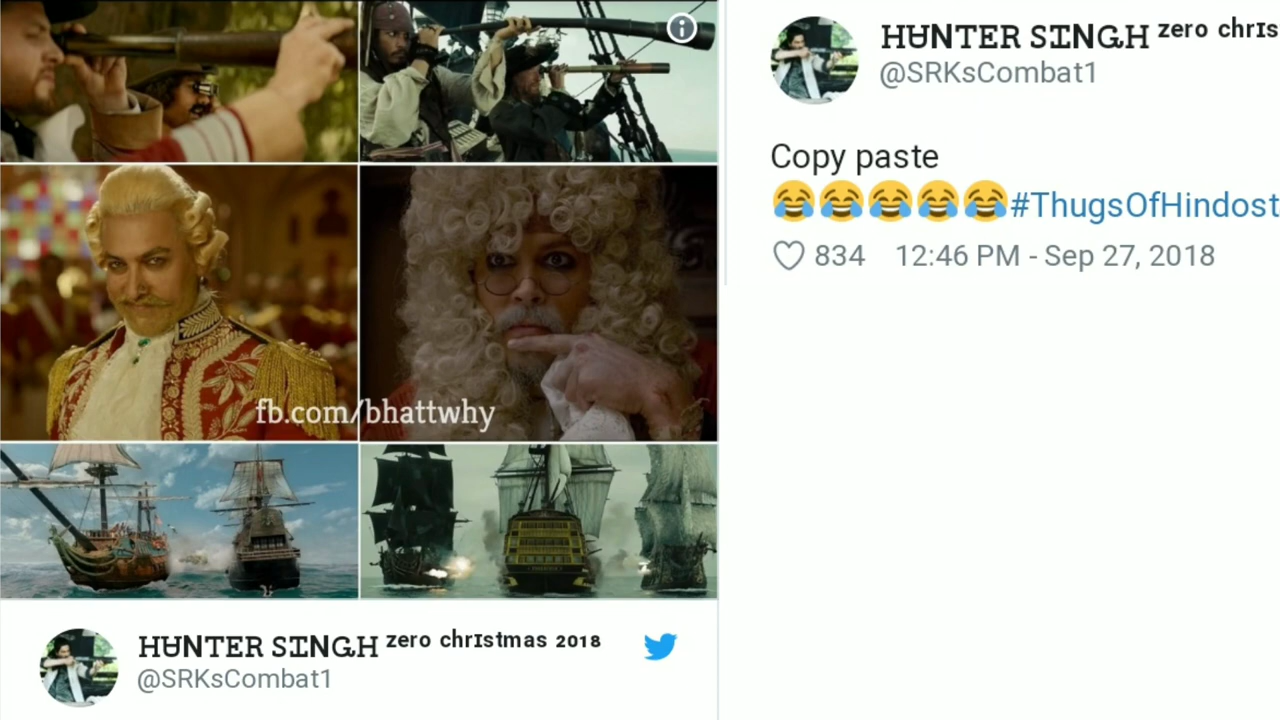 fb.com/bhattwhy
HUNTER SINGH zero chrIstmas 2018
@SRKsCombat1
HUNTER SINGH zero chrIs
@SRKsCombat1
Copy paste
😂😂😂😂😂#ThugsOfHindost
834 12:46 PM - Sep 27, 2018